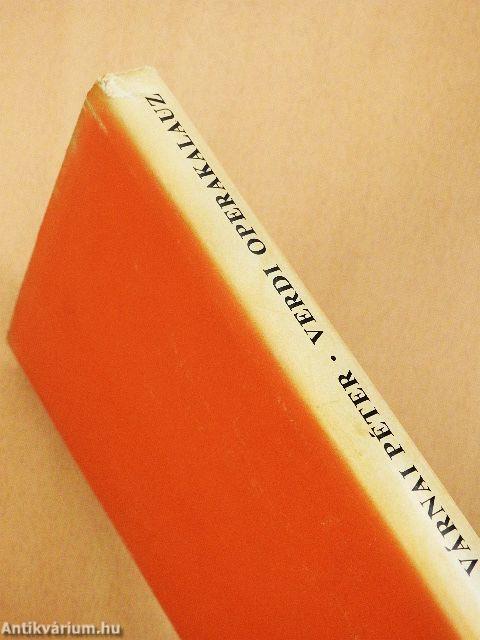 VÁRNAI PÉTER · VERDI OPERAKALAUZ
Antikvárium.hu